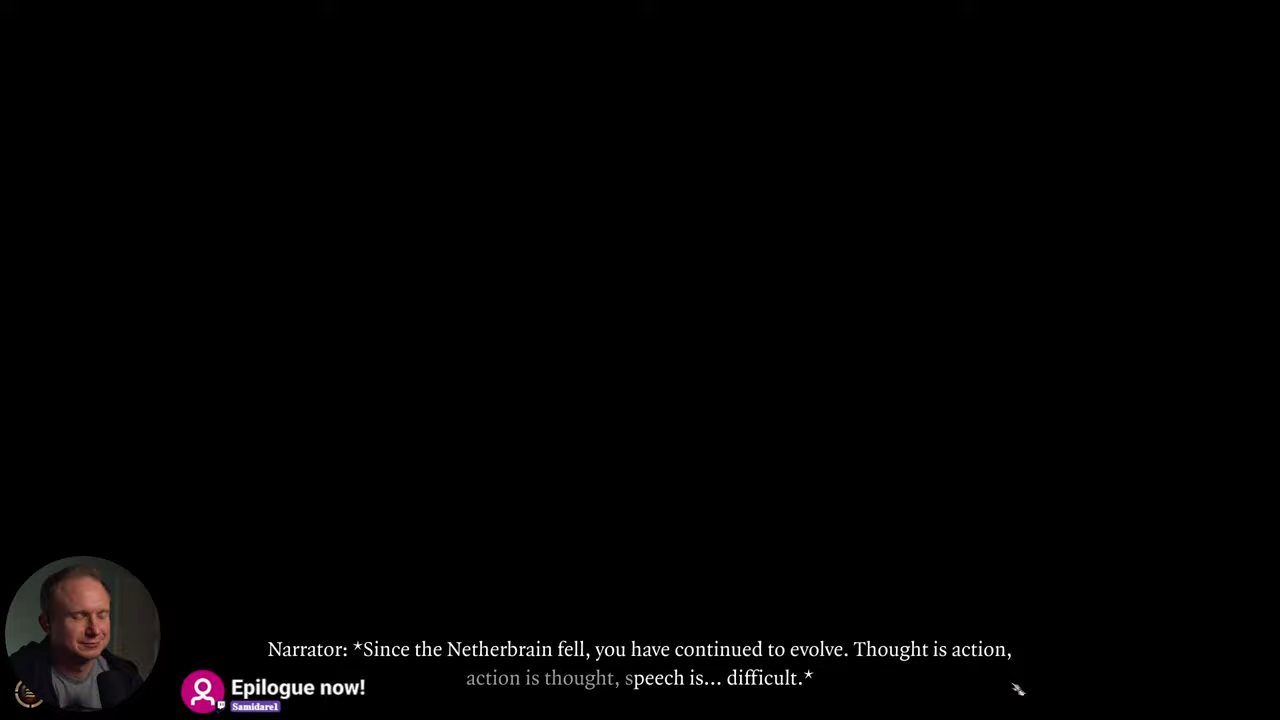 Narrator: *Since the Netherbrain fell, you have continued to evolve. Thought is action,
action is thought, speech is... difficult.*
Epilogue now!
Samidare1